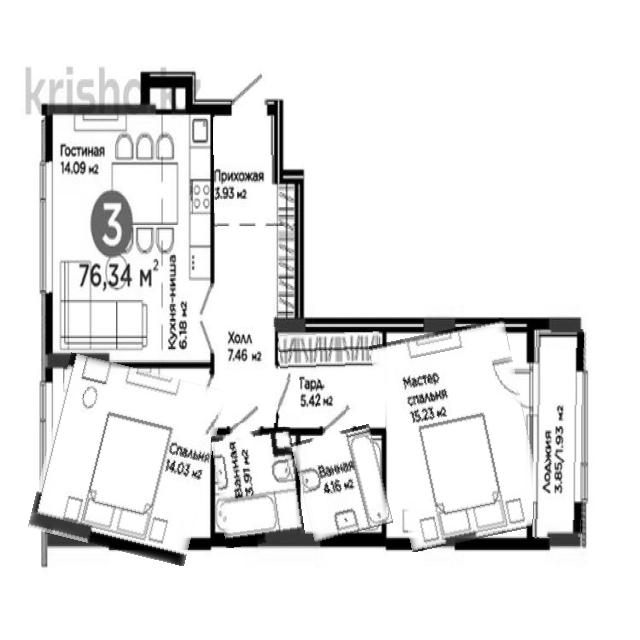 krisha.kz
Гостиная
14.09 м2
3
76,34 м2
Кухня-ниша
6.18 м2
Прихожая
3.93 м2
Холл
7.46 м2
Гард.
5.42 м2
Мастер
спальня
15.23 м2
Лоджия
3.85/1.93 м2
Спальня
14.03 м2
Ванная
3.91 м2
Ванная
4.16 м2